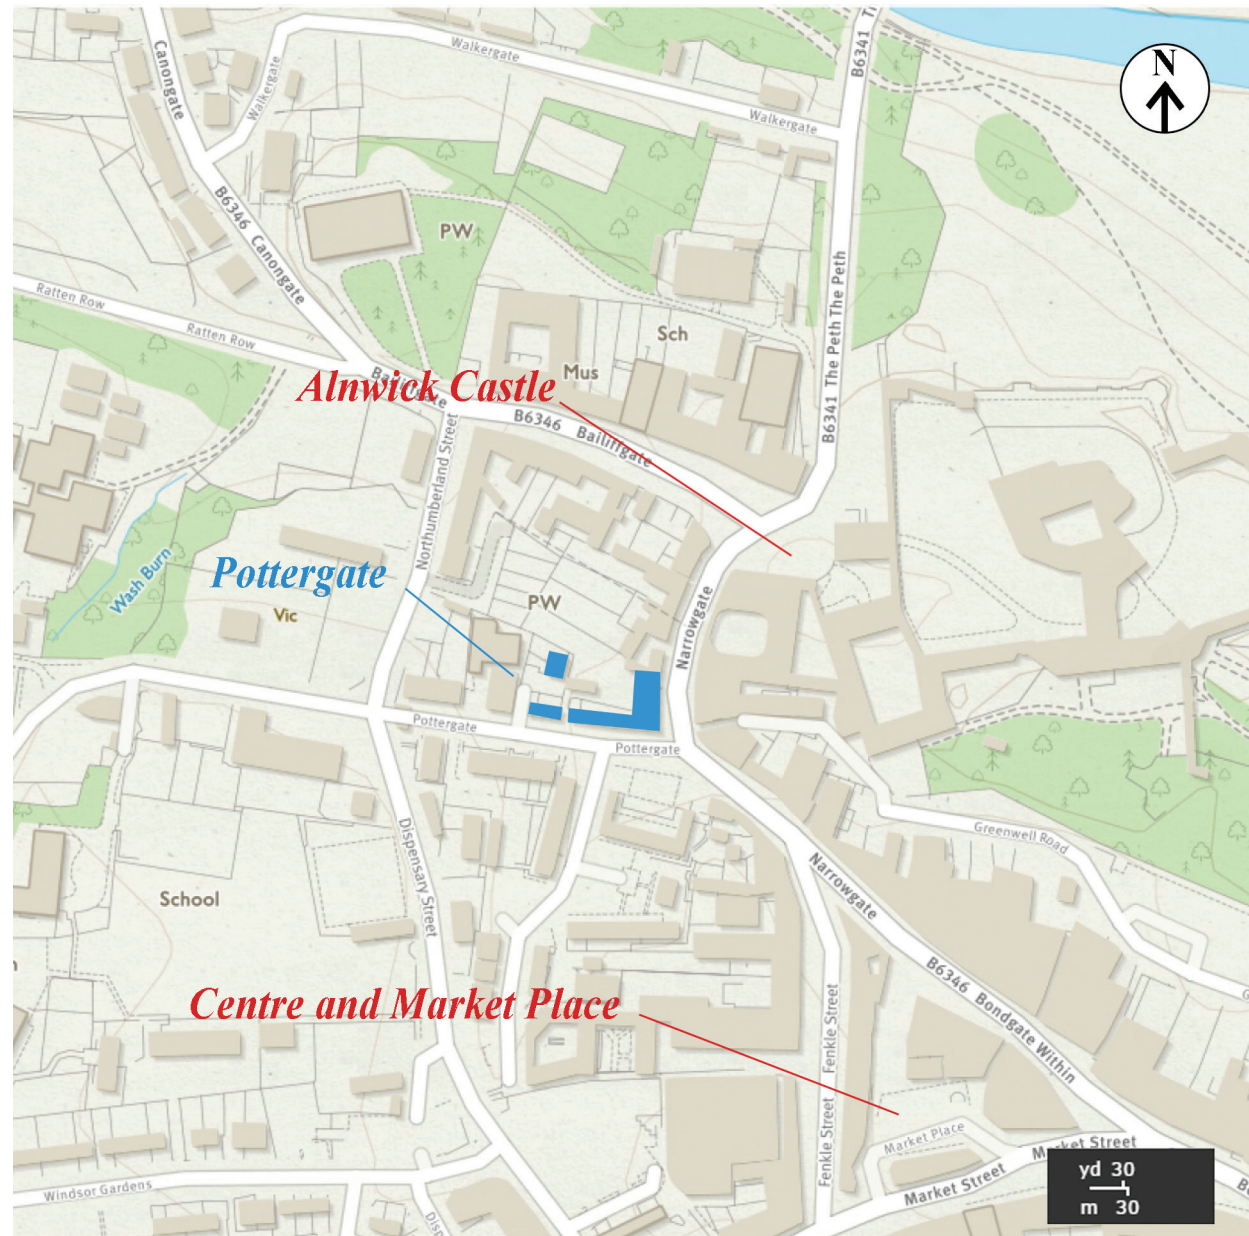 Canongate
Walkergate
Walkergate
Walkergate
B6341
N
B6346 Canongate
PW
Ratten Row
Ratten Row
B6341 The Peth The Peth
Sch
Mus
Bailiffgate
Alnwick Castle
B6346 Bailiffgate
Northumberland Street
Wash Burn
Pottergate
Vic
PW
Narrowgate
Pottergate
Pottergate
Greenwell Road
Dispensary Street
Narrowgate
School
B6346 Bondgate Within
Centre and Market Place
Fenkle Street
Fenkle Street
Market Place
Market Street
Market Street
Windsor Gardens
yd 30
m 30